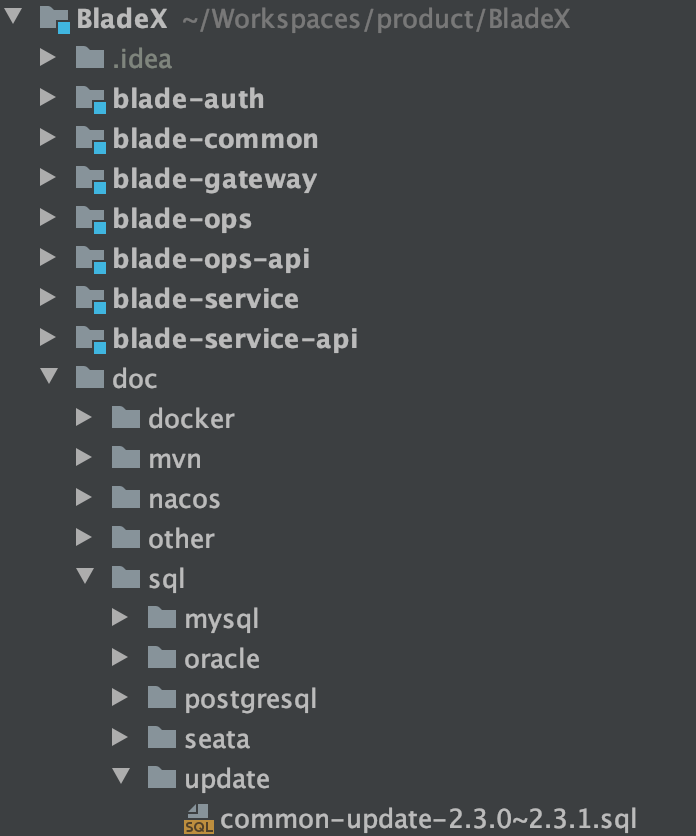 BladeX ~/Workspaces/product/BladeX
.idea
blade-auth
blade-common
blade-gateway
blade-ops
blade-ops-api
blade-service
blade-service-api
doc
docker
mvn
nacos
other
sql
mysql
oracle
postgresql
seata
update
SQL common-update-2.3.0~2.3.1.sql